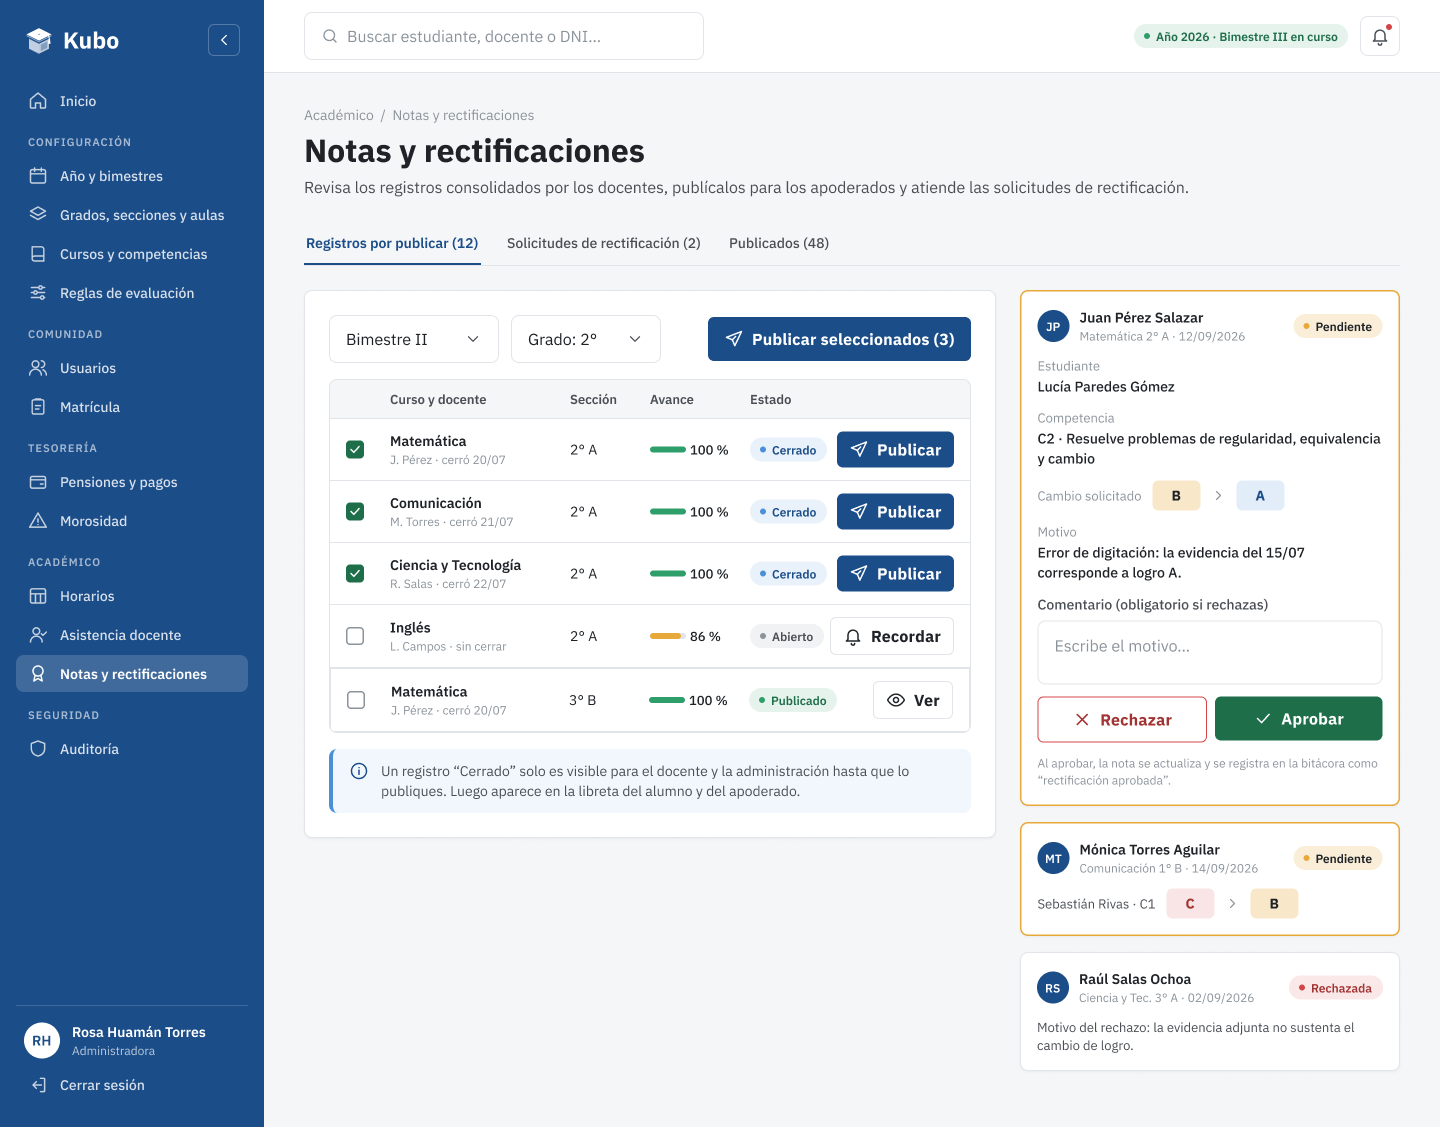 Kubo
Inicio
CONFIGURACIÓN
Año y bimestres
Grados, secciones y aulas
Cursos y competencias
Reglas de evaluación
COMUNIDAD
Usuarios
Matrícula
TESORERÍA
Pensiones y pagos
Morosidad
ACADÉMICO
Horarios
Asistencia docente
Notas y rectificaciones
SEGURIDAD
Auditoría
RH
Rosa Huamán Torres
Administradora
Cerrar sesión
Buscar estudiante, docente o DNI...
Año 2026 · Bimestre III en curso
Académico / Notas y rectificaciones
Notas y rectificaciones
Revisa los registros consolidados por los docentes, publícalos para los apoderados y atiende las solicitudes de rectificación.
Registros por publicar (12) Solicitudes de rectificación (2) Publicados (48)
Bimestre II Grado: 2° Publicar seleccionados (3)
Curso y docente Sección Avance Estado
Matemática
J. Pérez · cerró 20/07
2° A 100 % Cerrado Publicar
Comunicación
M. Torres · cerró 21/07
2° A 100 % Cerrado Publicar
Ciencia y Tecnología
R. Salas · cerró 22/07
2° A 100 % Cerrado Publicar
Inglés
L. Campos · sin cerrar
2° A 86 % Abierto Recordar
Matemática
J. Pérez · cerró 20/07
3° B 100 % Publicado Ver
Un registro “Cerrado” solo es visible para el docente y la administración hasta que lo
publiques. Luego aparece en la libreta del alumno y del apoderado.
JP
Juan Pérez Salazar
Matemática 2° A · 12/09/2026
Pendiente
Estudiante
Lucía Paredes Gómez
Competencia
C2 · Resuelve problemas de regularidad, equivalencia
y cambio
Cambio solicitado B A
Motivo
Error de digitación: la evidencia del 15/07
corresponde a logro A.
Comentario (obligatorio si rechazas)
Escribe el motivo...
Rechazar Aprobar
Al aprobar, la nota se actualiza y se registra en la bitácora como
“rectificación aprobada”.
MT
Mónica Torres Aguilar
Comunicación 1° B · 14/09/2026
Pendiente
Sebastián Rivas · C1 C B
RS
Raúl Salas Ochoa
Ciencia y Tec. 3° A · 02/09/2026
Rechazada
Motivo del rechazo: la evidencia adjunta no sustenta el
cambio de logro.